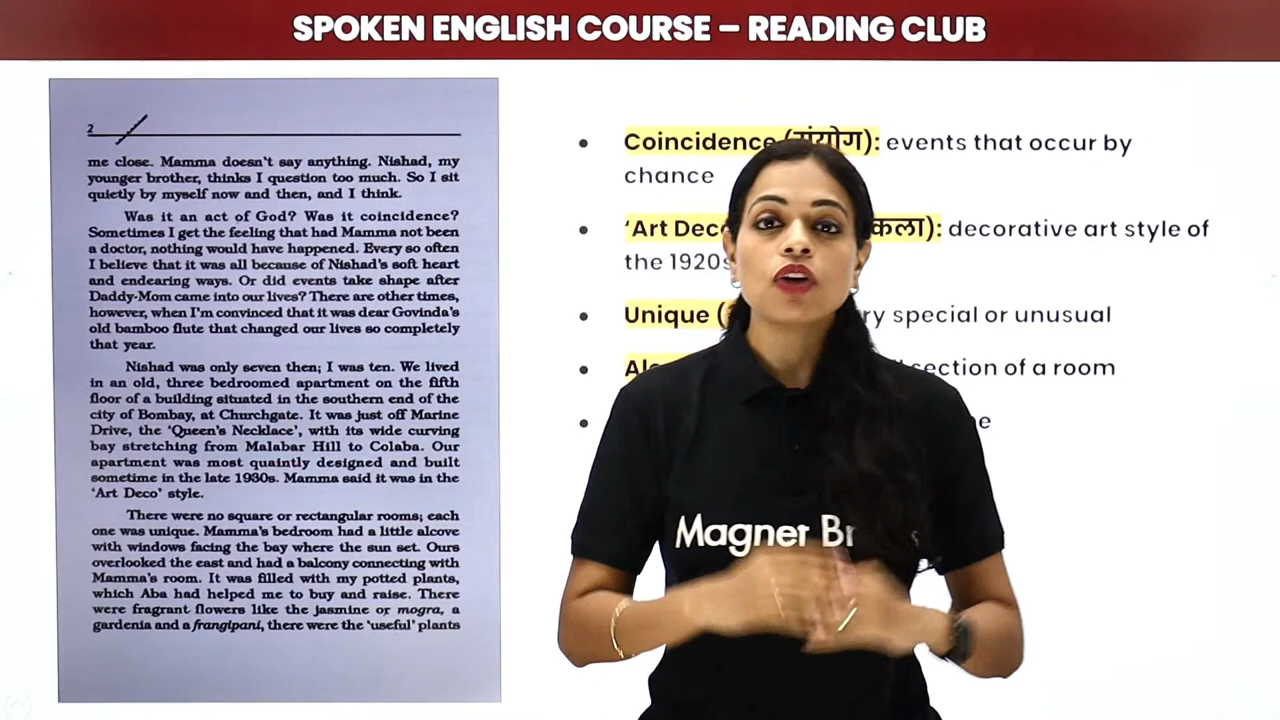 SPOKEN ENGLISH COURSE – READING CLUB
2
me close. Mamma doesn't say anything. Nishad, my
younger brother, thinks I question too much. So I sit
quietly by myself now and then, and I think.
Was it an act of God? Was it coincidence?
Sometimes I get the feeling that had Mamma not been
a doctor, nothing would have happened. Every so often
I believe that it was all because of Nishad's soft heart
and endearing ways. Or did events take shape after
Daddy-Mom came into our lives? There are other times,
however, when I'm convinced that it was dear Govinda's
old bamboo flute that changed our lives so completely
that year.
Nishad was only seven then; I was ten. We lived
in an old, three bedroomed apartment on the fifth
floor of a building situated in the southern end of the
city of Bombay, at Churchgate. It was just off Marine
Drive, the 'Queen's Necklace', with its wide curving
bay stretching from Malabar Hill to Colaba. Our
apartment was most quaintly designed and built
sometime in the late 1930s. Mamma said it was in the
'Art Deco' style.
There were no square or rectangular rooms; each
one was unique. Mamma's bedroom had a little alcove
with windows facing the bay where the sun set. Ours
overlooked the east and had a balcony connecting with
Mamma's room. It was filled with my potted plants,
which Aba had helped me to buy and raise. There
were fragrant flowers like the jasmine or mogra, a
gardenia and a frangipani, there were the 'useful' plants
• Coincidence (संयोग): events that occur by
chance
• 'Art Deco कला): decorative art style of
the 1920s
• Unique ( special or unusual
• section of a room
•
Magnet